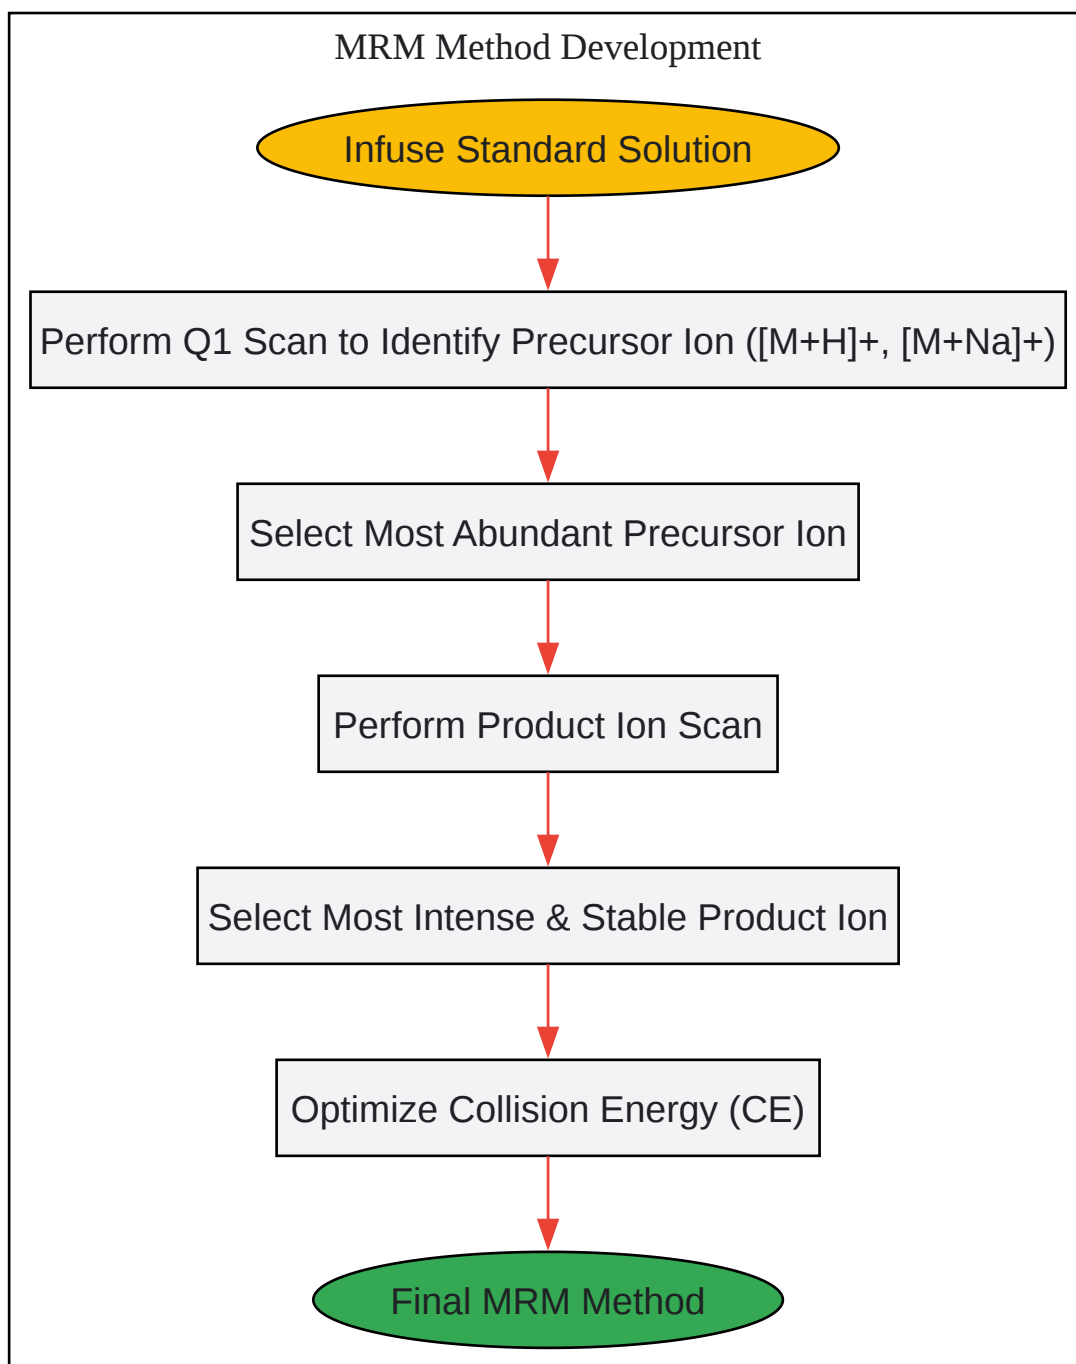 MRM Method Development
Infuse Standard Solution
Perform Q1 Scan to Identify Precursor Ion ([M+H]+, [M+Na]+)
Select Most Abundant Precursor Ion
Perform Product Ion Scan
Select Most Intense & Stable Product Ion
Optimize Collision Energy (CE)
Final MRM Method